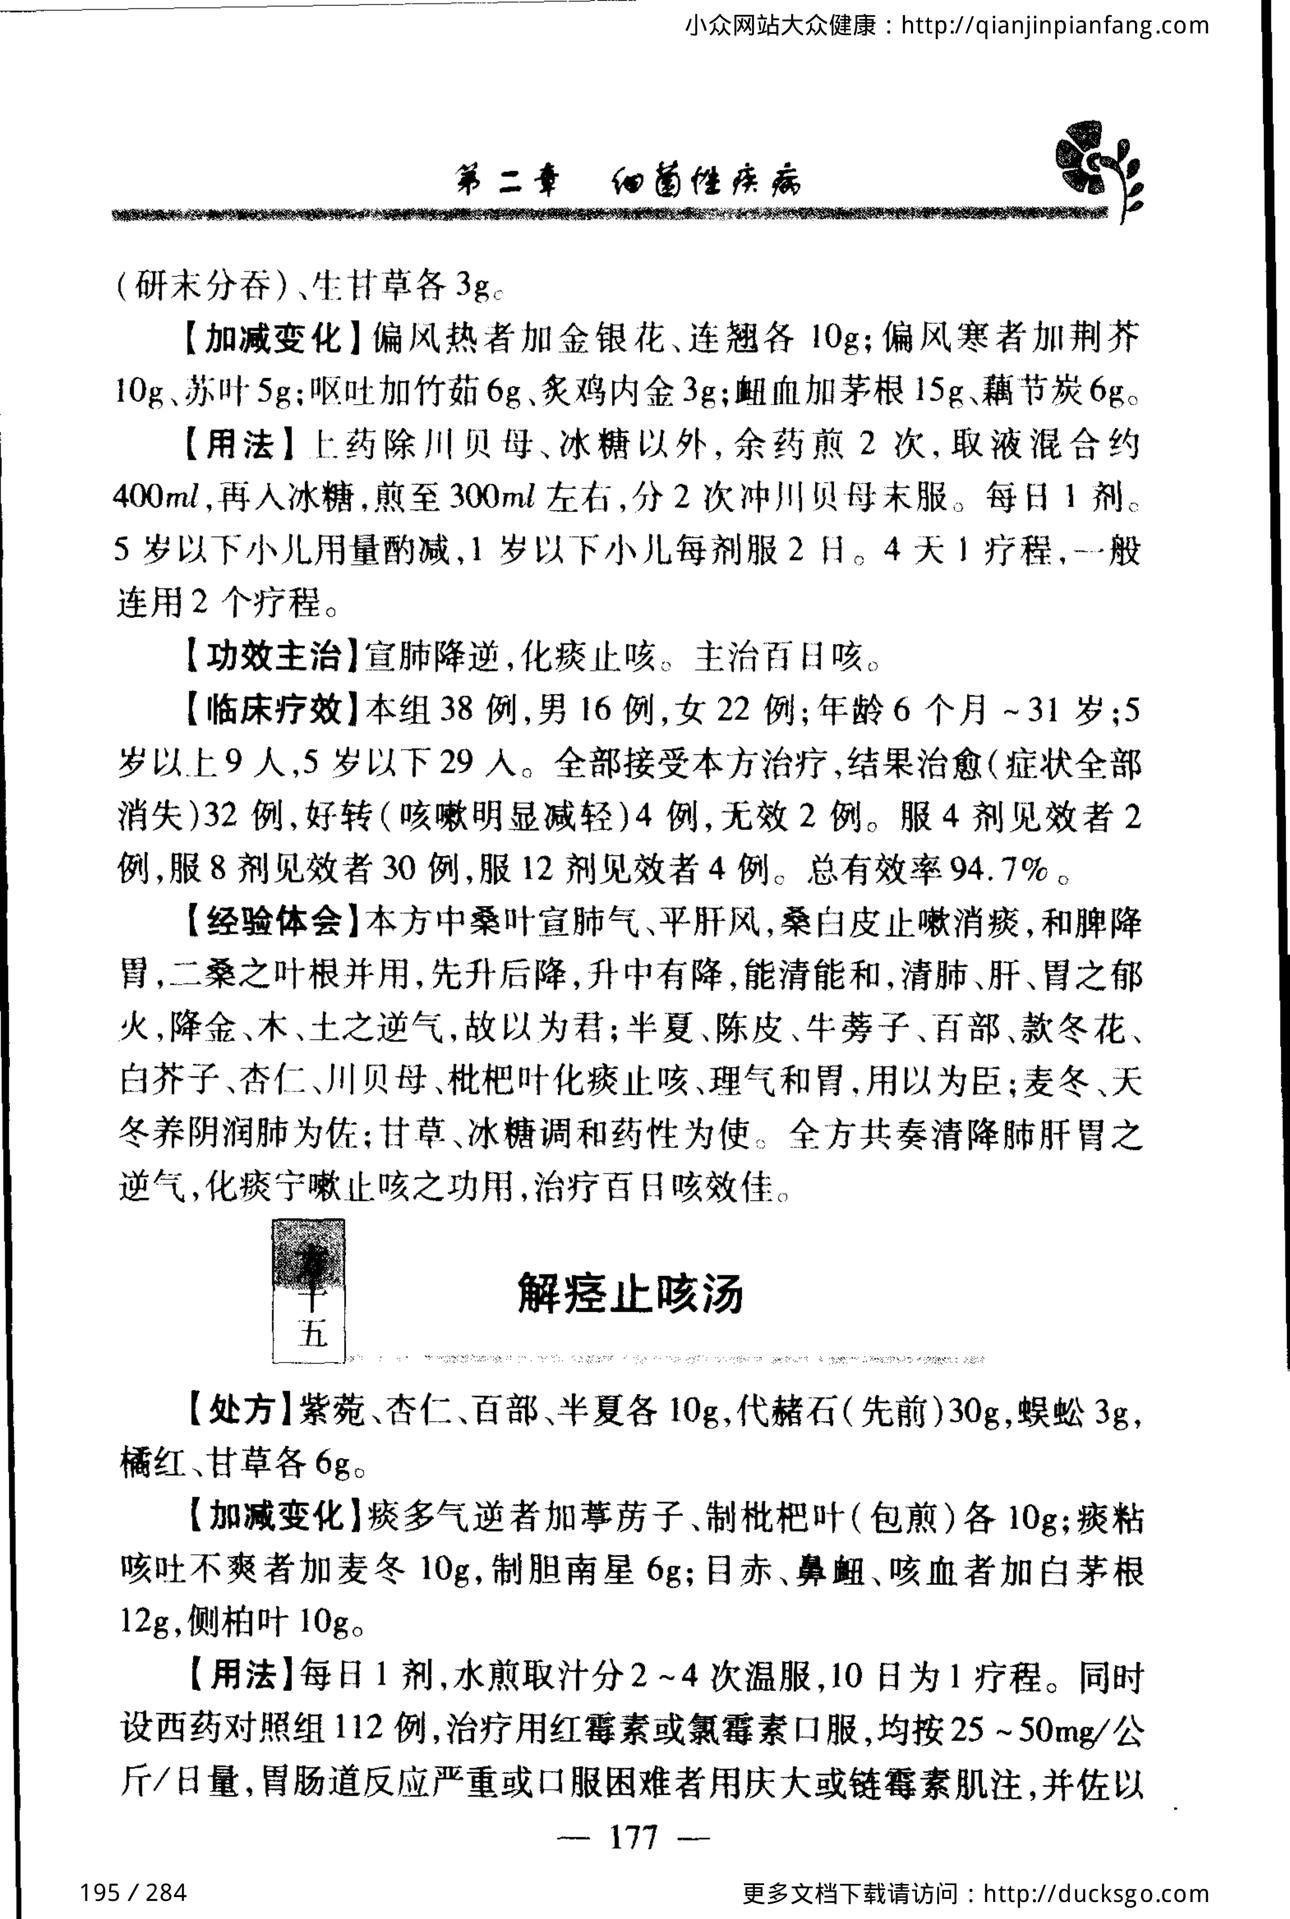 小众网站大众健康：http://qianjinpianfang.com
第二章 细菌性疾病
（研末分吞）、生甘草各3g。
【加减变化】偏风热者加金银花、连翘各10g；偏风寒者加荆芥
10g、苏叶5g；呕吐加竹茹6g、炙鸡内金3g；衄血加茅根15g、藕节炭6g。
【用法】上药除川贝母、冰糖以外，余药煎2次，取液混合约
400ml，再入冰糖，煎至300ml左右，分2次冲川贝母末服。每日1剂。
5岁以下小儿用量酌减，1岁以下小儿每剂服2日。4天1疗程，一般
连用2个疗程。
【功效主治】宣肺降逆，化痰止咳。主治百日咳。
【临床疗效】本组38例，男16例，女22例；年龄6个月~31岁；5
岁以上9人，5岁以下29人。全部接受本方治疗，结果治愈（症状全部
消失）32例，好转（咳嗽明显减轻）4例，无效2例。服4剂见效者2
例，服8剂见效者30例，服12剂见效者4例。总有效率94.7%。
【经验体会】本方中桑叶宣肺气、平肝风，桑白皮止嗽消痰，和脾降
胃，二桑之叶根并用，先升后降，升中有降，能清能和，清肺、肝、胃之郁
火，降金、木、土之逆气，故以为君；半夏、陈皮、牛蒡子、百部、款冬花、
白芥子、杏仁、川贝母、枇杷叶化痰止咳、理气和胃，用以为臣；麦冬、天
冬养阴润肺为佐；甘草、冰糖调和药性为使。全方共奏清降肺肝胃之
逆气，化痰宁嗽止咳之功用，治疗百日咳效佳。
十五
解痉止咳汤
【处方】紫菀、杏仁、百部、半夏各10g，代赭石（先前）30g，蜈蚣3g，
橘红、甘草各6g。
【加减变化】痰多气逆者加葶苈子、制枇杷叶（包煎）各10g；痰粘
咳吐不爽者加麦冬10g，制胆南星6g；目赤、鼻衄、咳血者加白茅根
12g，侧柏叶10g。
【用法】每日1剂，水煎取汁分2~4次温服，10日为1疗程。同时
设西药对照组112例，治疗用红霉素或氯霉素口服，均按25~50mg/公
斤/日量，胃肠道反应严重或口服困难者用庆大或链霉素肌注，并佐以
— 177 —
195 / 284
更多文档下载请访问：http://ducksgo.com